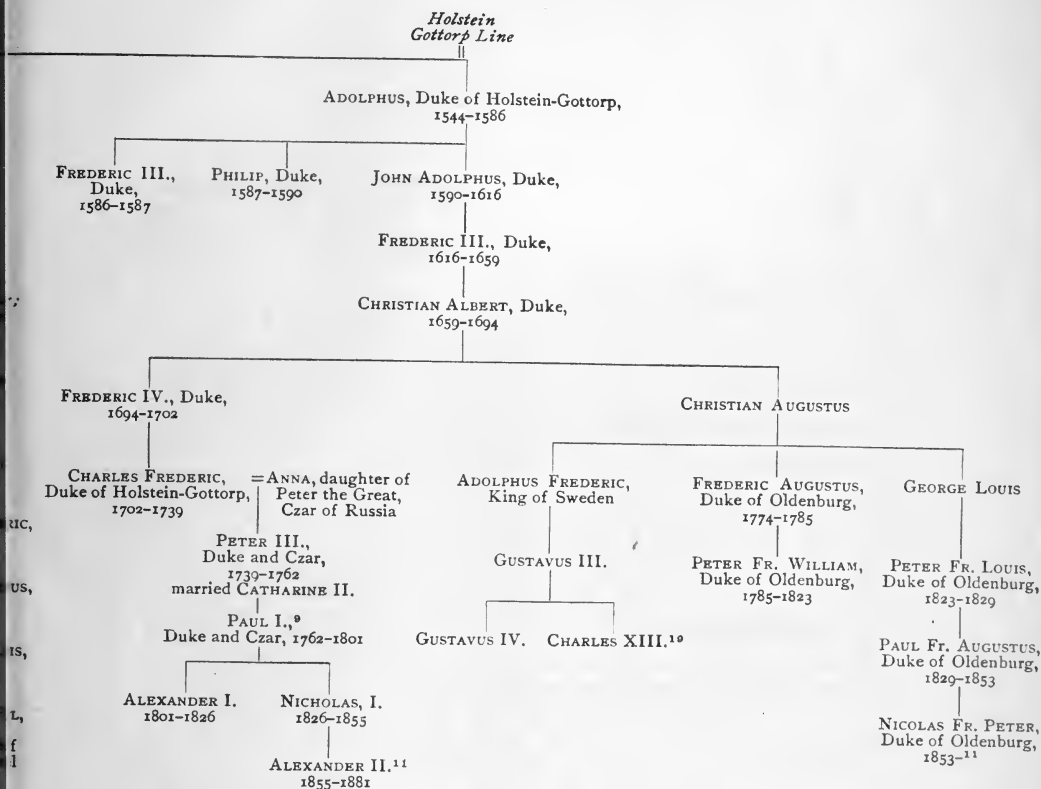 Holstein
Gottorp Line
ADOLPHUS, Duke of Holstein-Gottorp,
1544–1586
FREDERIC III.,
Duke,
1586–1587
PHILIP, Duke,
1587–1590
JOHN ADOLPHUS, Duke,
1590–1616
FREDERIC III., Duke,
1616–1659
CHRISTIAN ALBERT, Duke,
1659–1694
FREDERIC IV., Duke,
1694–1702
CHRISTIAN AUGUSTUS
CHARLES FREDERIC,
Duke of Holstein-Gottorp,
1702–1739
=ANNA, daughter of
Peter the Great,
Czar of Russia
ADOLPHUS FREDERIC,
King of Sweden
FREDERIC AUGUSTUS,
Duke of Oldenburg,
1774–1785
GEORGE LOUIS
RIC,
PETER III.,
Duke and Czar,
1739–1762
married CATHARINE II.
GUSTAVUS III.
PETER FR. WILLIAM,
Duke of Oldenburg,
1785–1823
PETER FR. LOUIS,
Duke of Oldenburg,
1823–1829
US,
PAUL I.,⁹
Duke and Czar, 1762–1801
GUSTAVUS IV.
CHARLES XIII.¹⁰
PAUL Fr. AUGUSTUS,
Duke of Oldenburg,
1829–1853
IS,
ALEXANDER I.
1801–1826
NICHOLAS, I.
1826–1855
L,
NICOLAS FR. PETER,
Duke of Oldenburg,
1853–¹¹
f
ALEXANDER II.¹¹
1855–1881